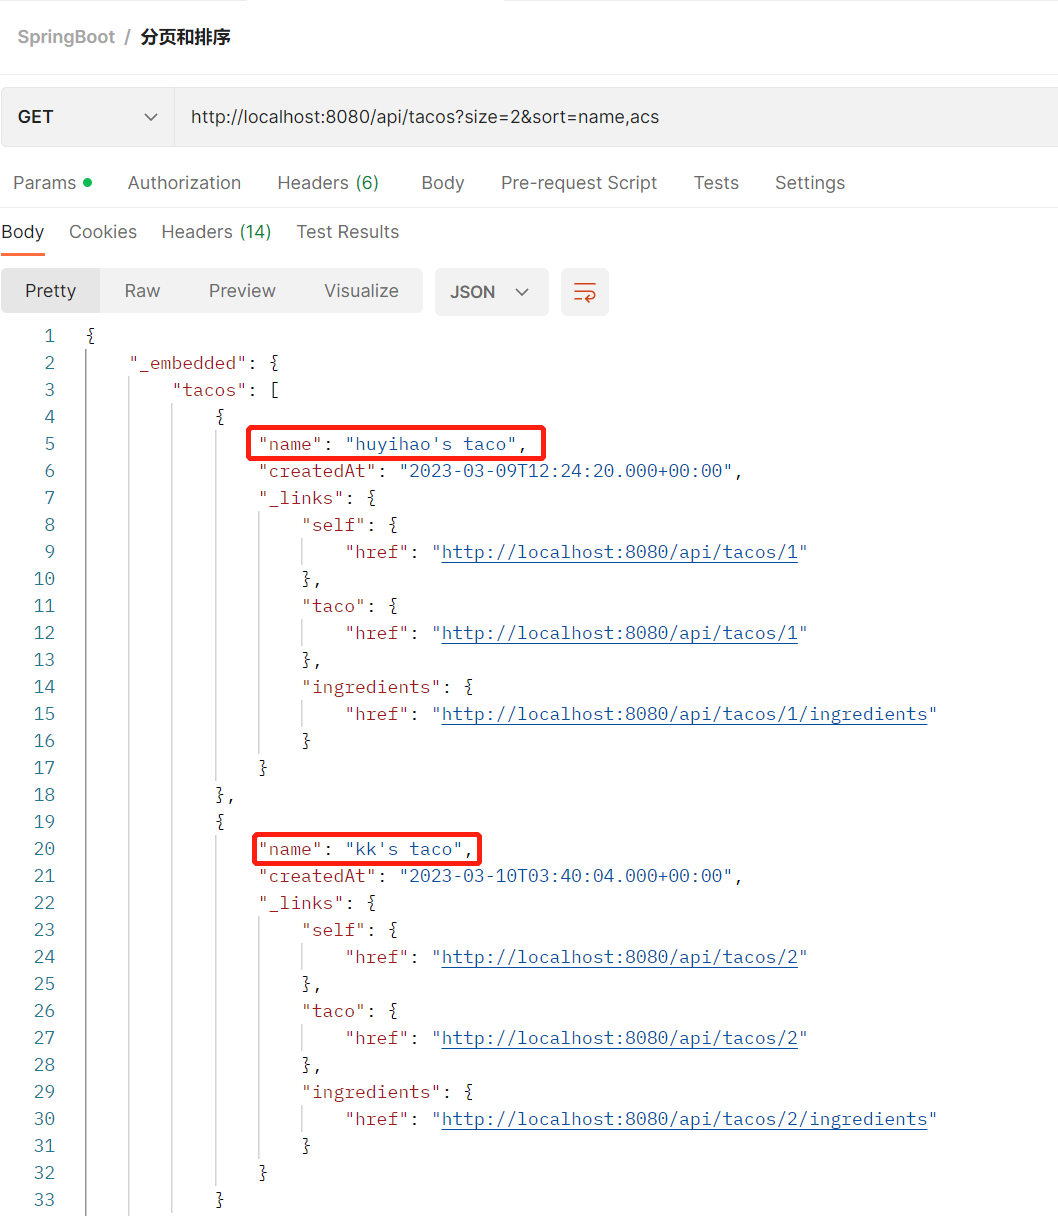 SpringBoot / 分页和排序
GET http://localhost:8080/api/tacos?size=2&sort=name,acs
Params Authorization Headers (6) Body Pre-request Script Tests Settings
Body Cookies Headers (14) Test Results
Pretty Raw Preview Visualize JSON
1 {
2 "_embedded": {
3 "tacos": [
4 {
5 "name": "huyihao's taco",
6 "createdAt": "2023-03-09T12:24:20.000+00:00",
7 "_links": {
8 "self": {
9 "href": "http://localhost:8080/api/tacos/1"
10 },
11 "taco": {
12 "href": "http://localhost:8080/api/tacos/1"
13 },
14 "ingredients": {
15 "href": "http://localhost:8080/api/tacos/1/ingredients"
16 }
17 }
18 },
19 {
20 "name": "kk's taco",
21 "createdAt": "2023-03-10T03:40:04.000+00:00",
22 "_links": {
23 "self": {
24 "href": "http://localhost:8080/api/tacos/2"
25 },
26 "taco": {
27 "href": "http://localhost:8080/api/tacos/2"
28 },
29 "ingredients": {
30 "href": "http://localhost:8080/api/tacos/2/ingredients"
31 }
32 }
33 }